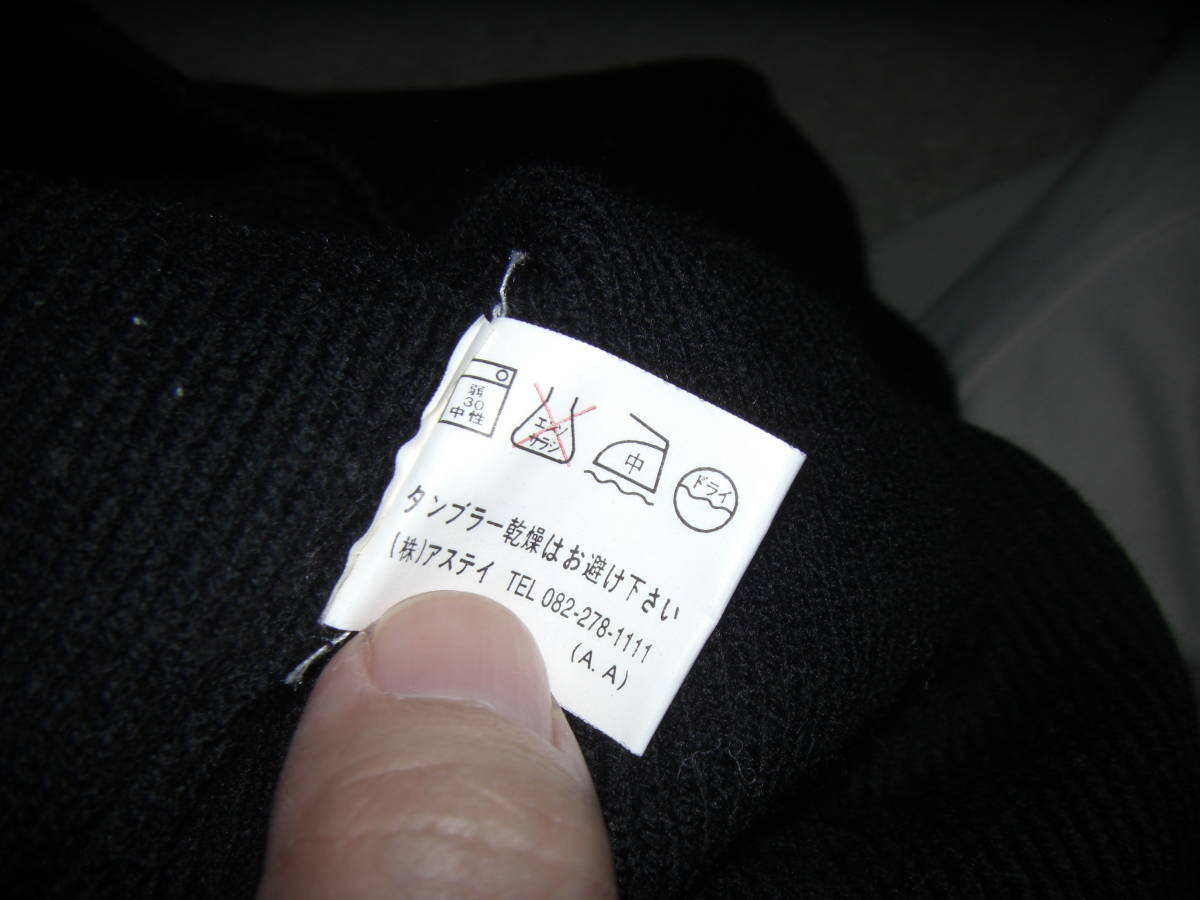 弱
30
中性
エンソ
サラシ
中
ドライ
タンブラー乾燥はお避け下さい
(株)アステイ TEL 082-278-1111
(A.A)